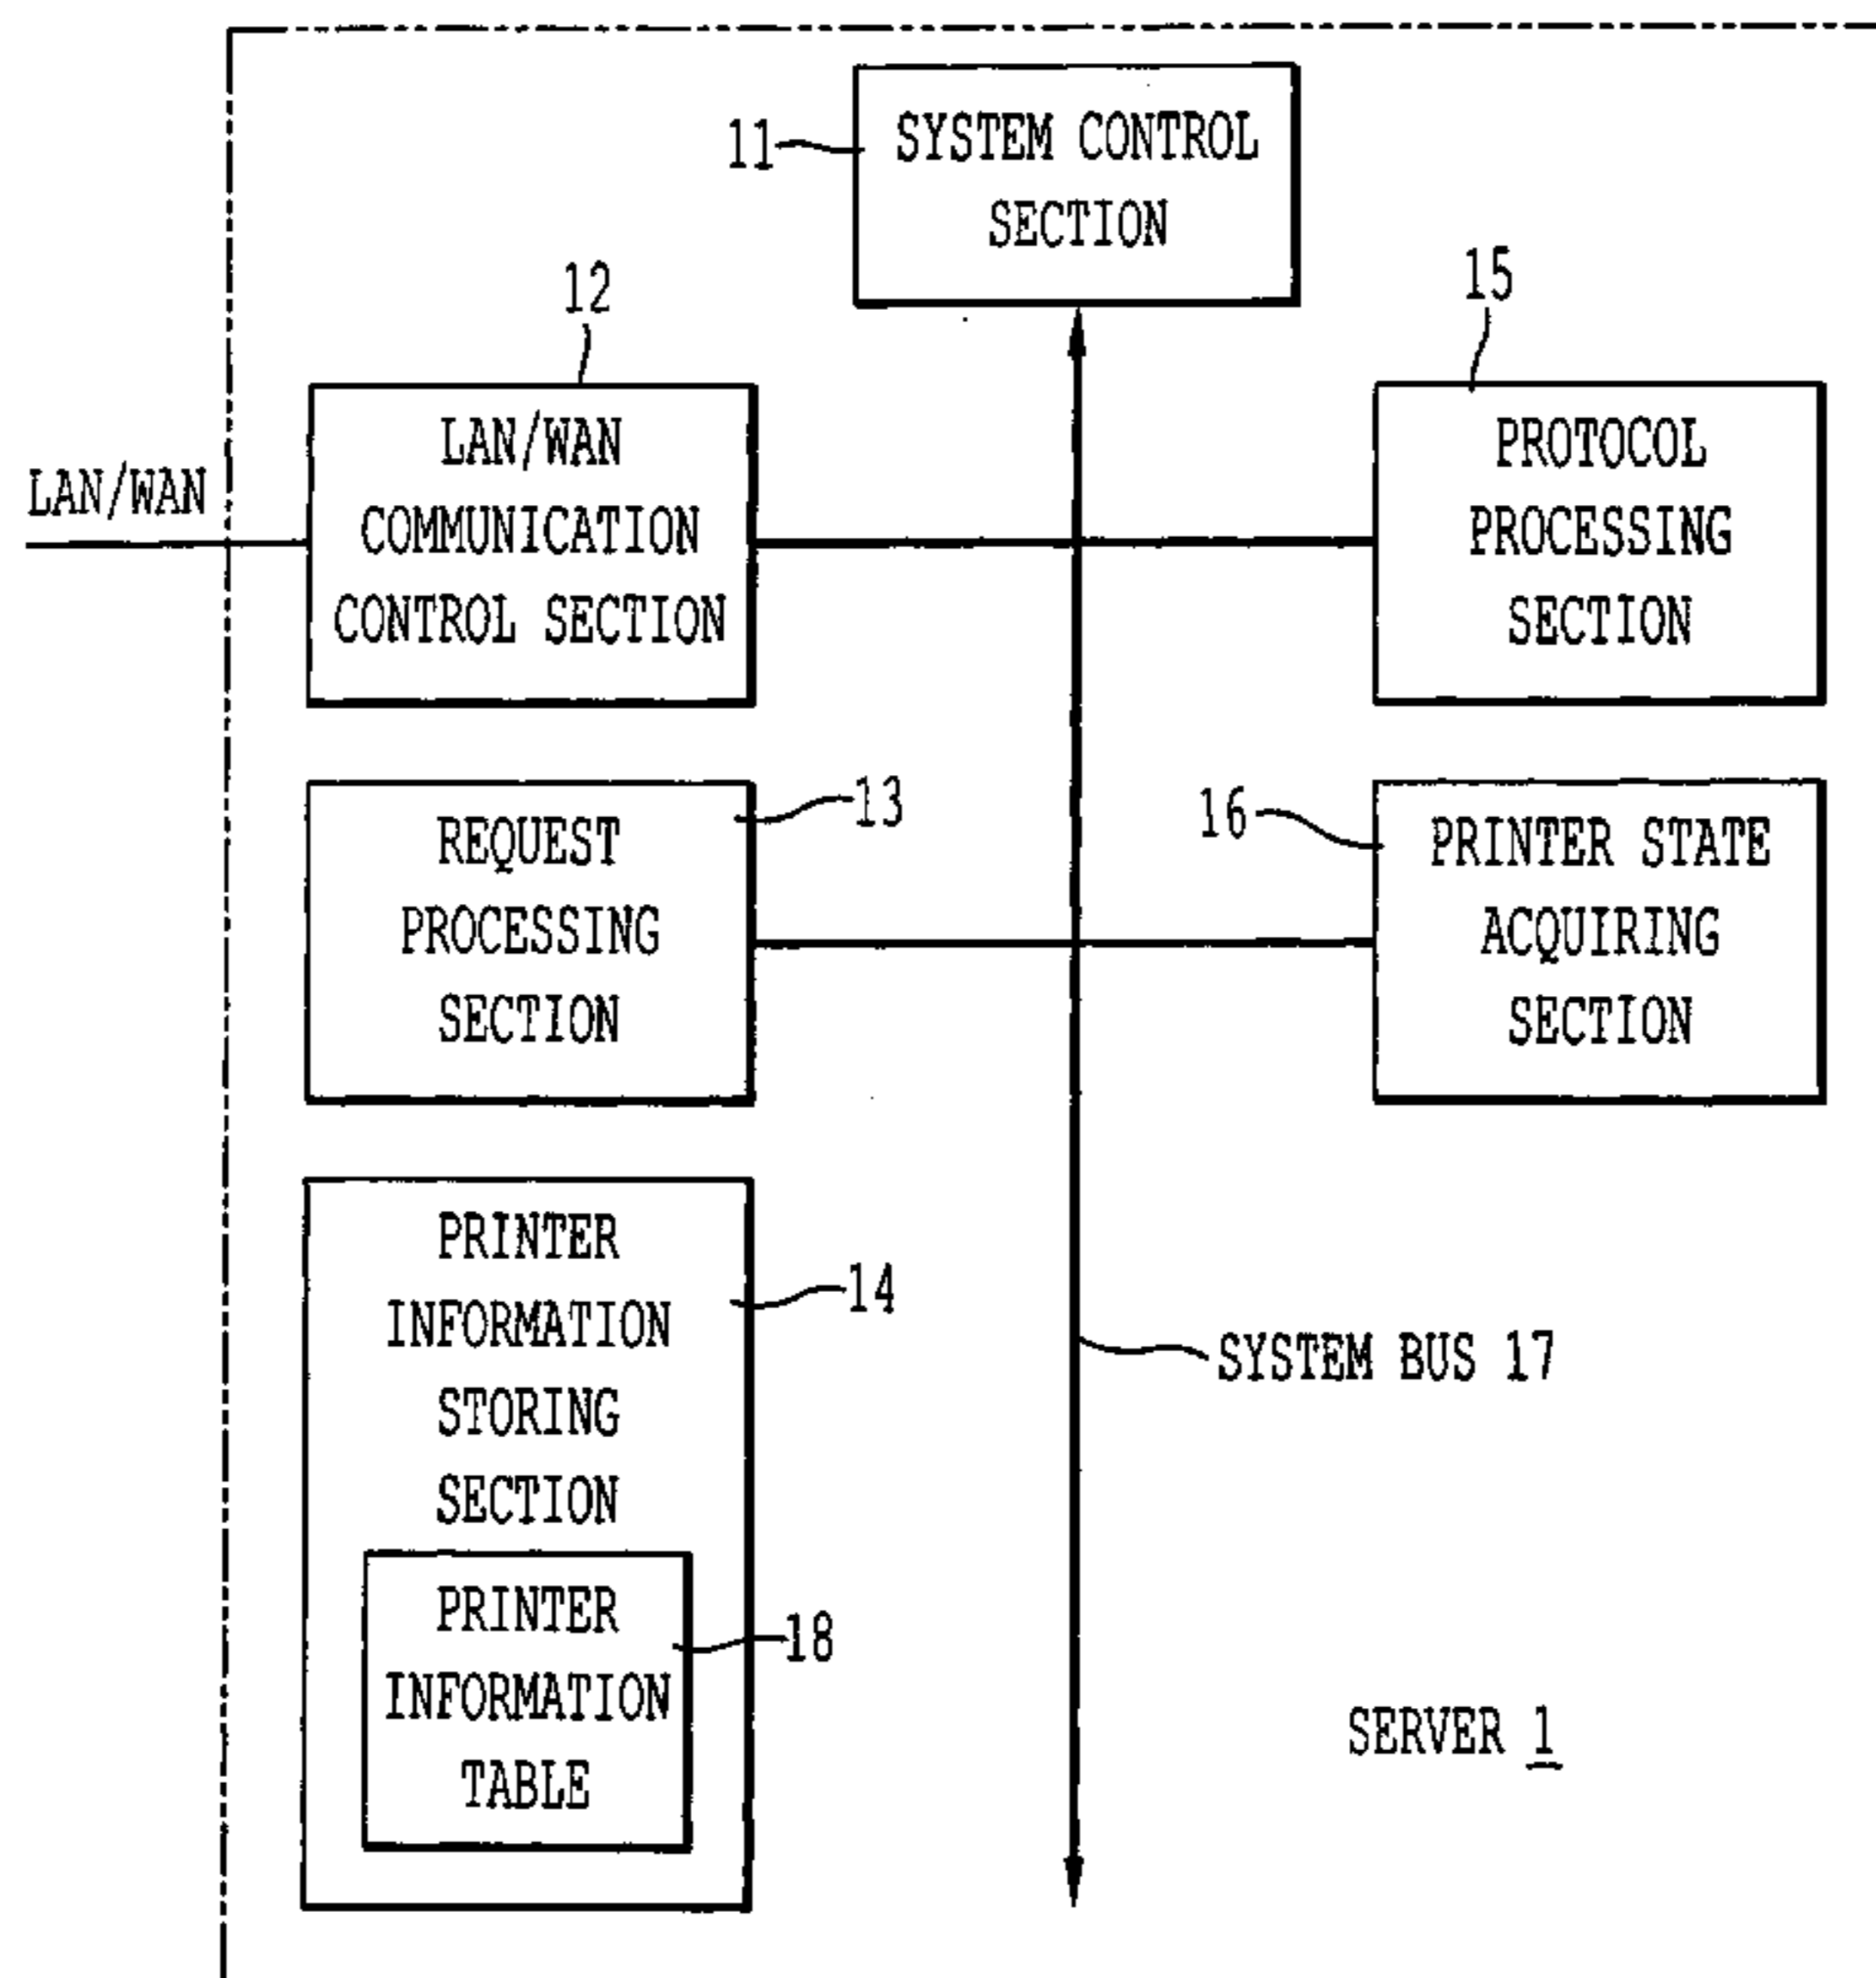 11
SYSTEM CONTROL
SECTION
12
15
LAN/WAN
LAN/WAN
COMMUNICATION
CONTROL SECTION
PROTOCOL
PROCESSING
SECTION
13
REQUEST
PROCESSING
SECTION
16
PRINTER STATE
ACQUIRING
SECTION
PRINTER
INFORMATION
STORING
SECTION
14
SYSTEM BUS 17
PRINTER
INFORMATION
TABLE
18
SERVER 1